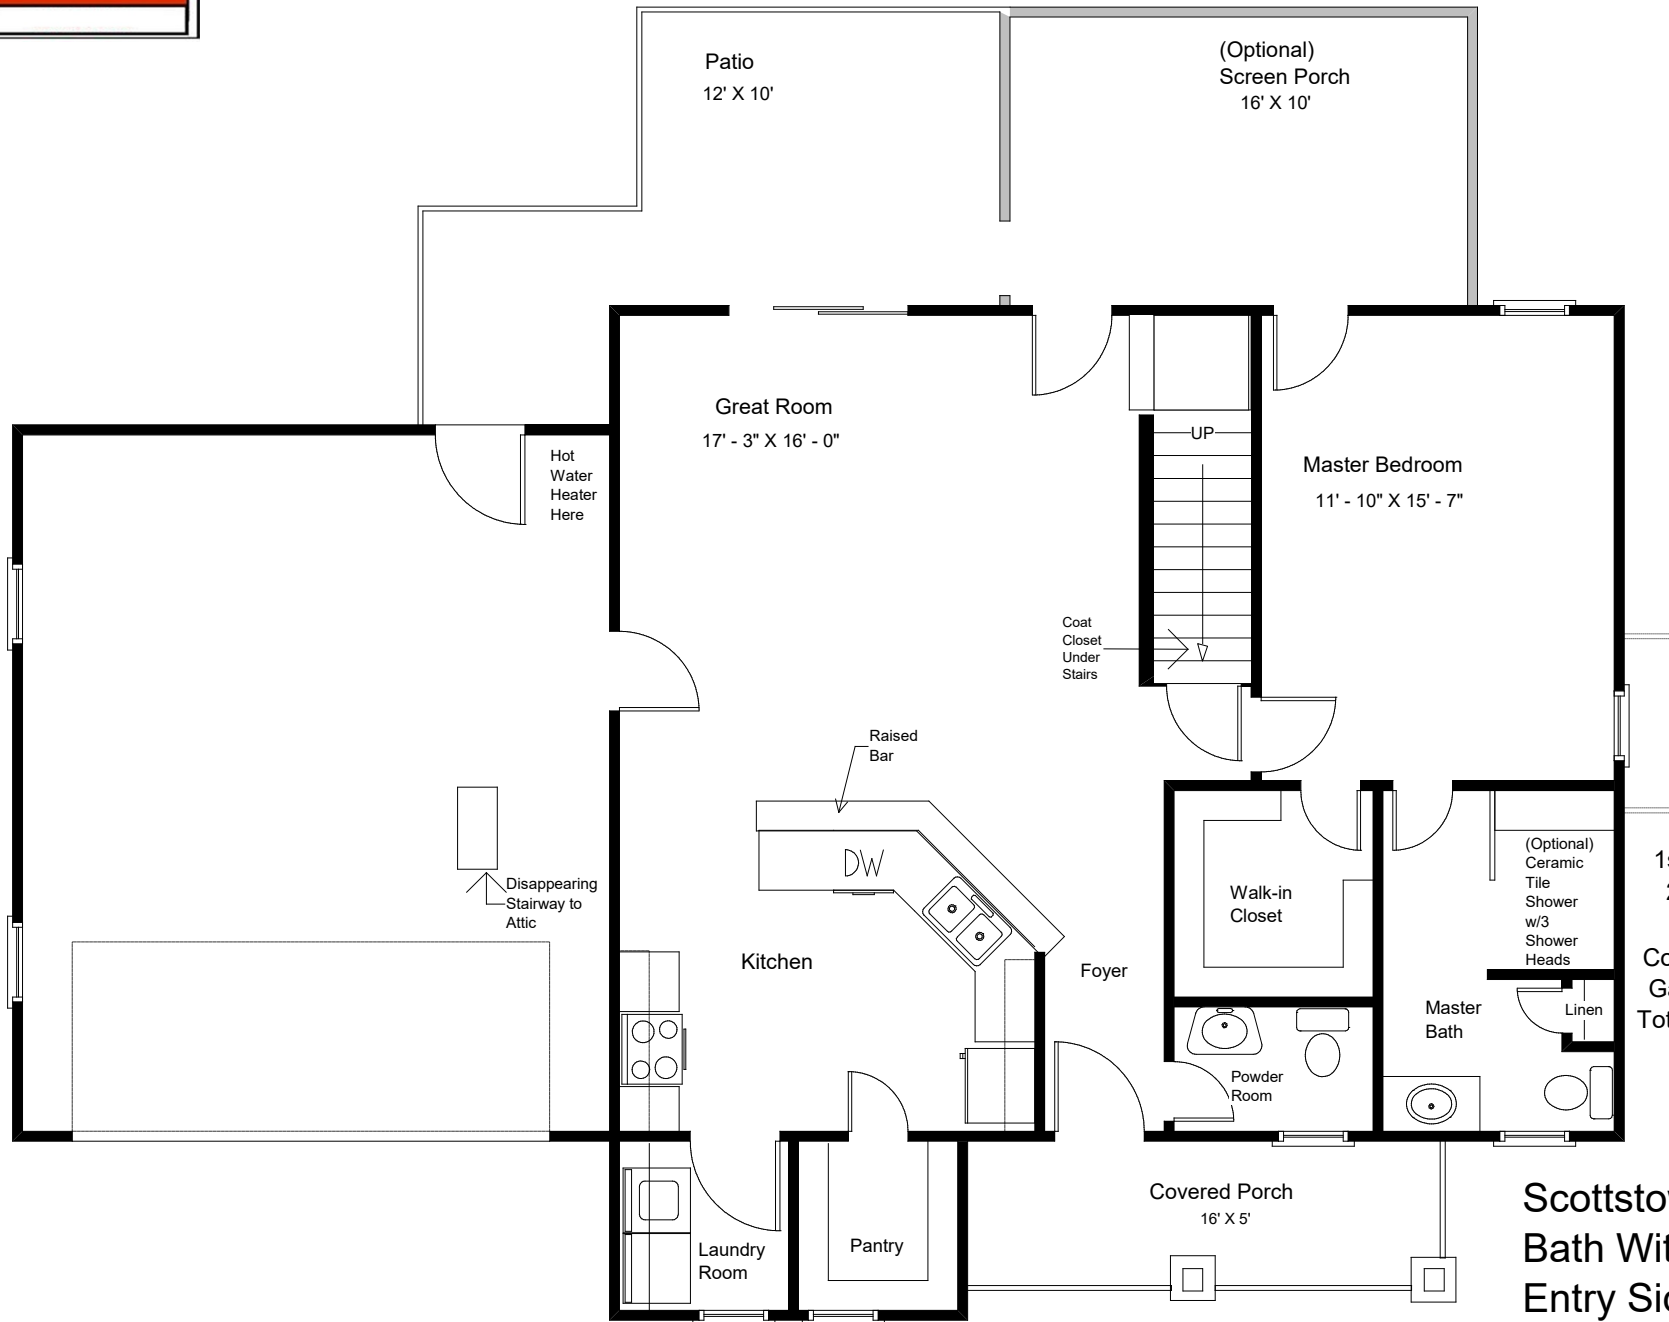 Patio
12' X 10'
(Optional)
Screen Porch
16' X 10'
Great Room
17' - 3" X 16' - 0"
UP
Master Bedroom
11' - 10" X 15' - 7"
Hot
Water
Heater
Here
Coat
Closet
Under
Stairs
Raised
Bar
DW
Disappearing
Stairway to
Attic
Kitchen
Foyer
Walk-in
Closet
(Optional)
Ceramic
Tile
Shower
w/3
Shower
Heads
Master
Bath
Linen
Powder
Room
Covered Porch
16' X 5'
Laundry
Room
Pantry
Bath
Entry